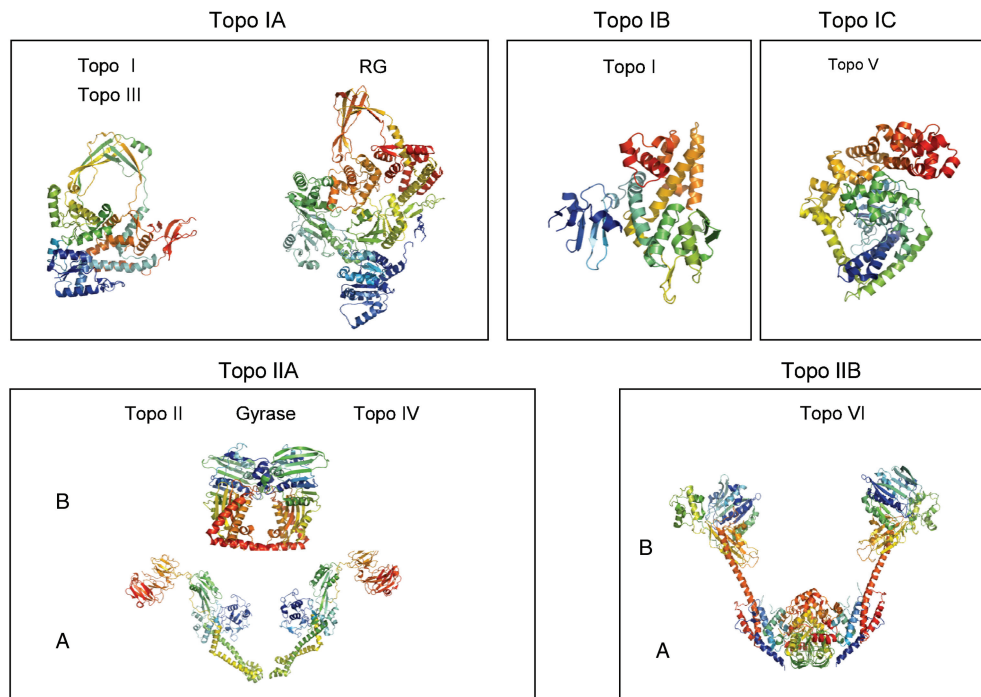 Topo IA
Topo IB
Topo IC
Topo I
Topo III
RG
Topo I
Topo V
Topo IIA
Topo IIB
Topo II
Gyrase
Topo IV
Topo VI
B
A
B
A